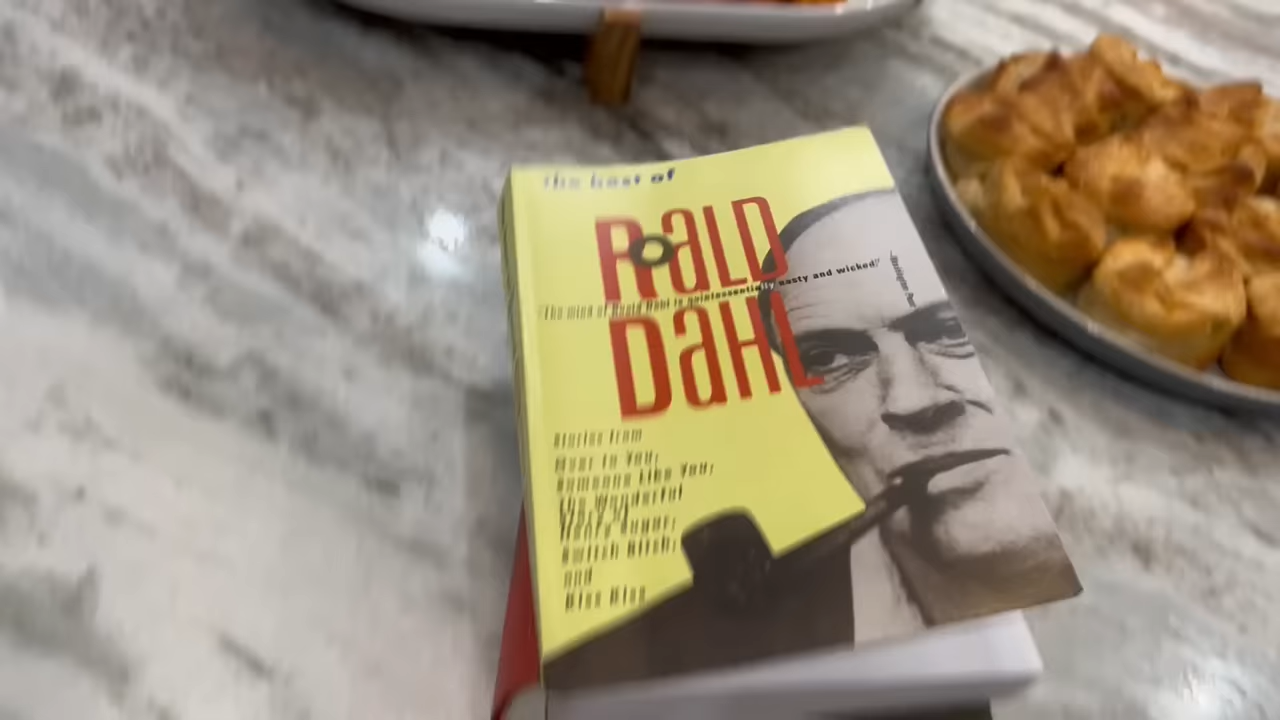 the best of
RoaLD
"The mind of Roald Dahl is quintessentially nasty and wicked."
DaHL
Stories from
Over to You;
Someone Like You;
The Wonderful
Henry Sugar;
Switch Bitch;
and
Kiss Kiss